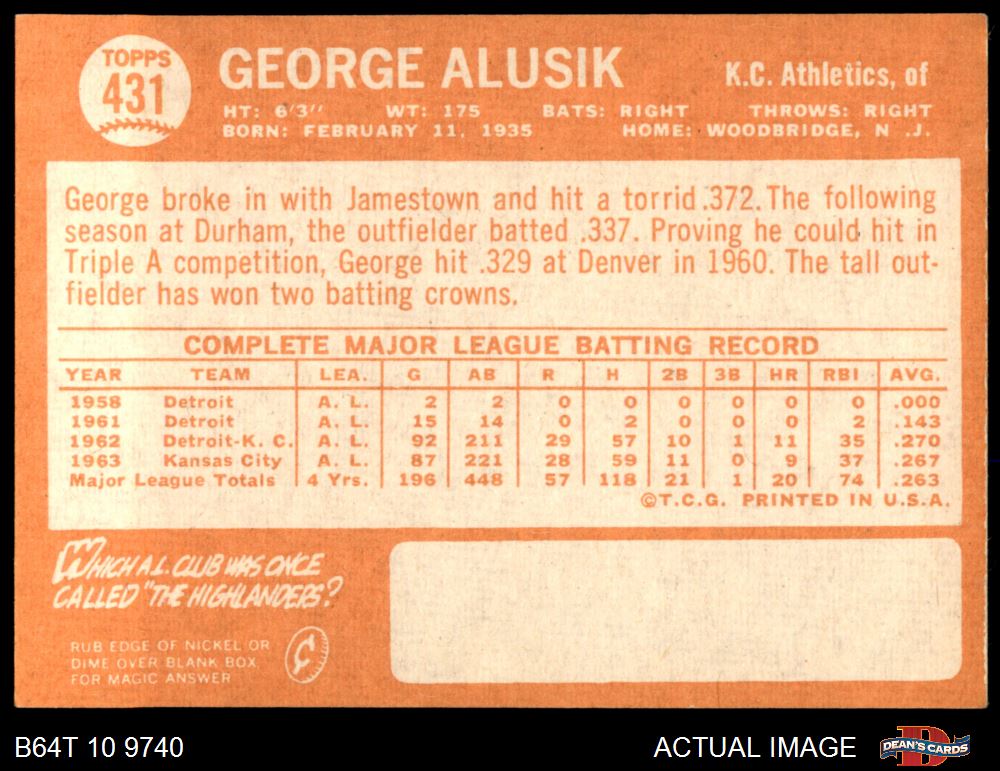 TOPPS
431
GEORGE ALUSIK
K.C. Athletics, of
HT: 6'3" WT: 175 BATS: RIGHT THROWS: RIGHT
BORN: FEBRUARY 11, 1935 HOME: WOODBRIDGE, N .J.
George broke in with Jamestown and hit a torrid .372. The following
season at Durham, the outfielder batted .337. Proving he could hit in
Triple A competition, George hit .329 at Denver in 1960. The tall out-
fielder has won two batting crowns.
COMPLETE MAJOR LEAGUE BATTING RECORD
YEAR TEAM LEA. G AB R H 2B 3B HR RBI AVG.
1958 Detroit A. L. 2 2 0 0 0 0 0 0 .000
1961 Detroit A. L. 15 14 0 2 0 0 0 2 .143
1962 Detroit-K. C. A. L. 92 211 29 57 10 1 11 35 .270
1963 Kansas City A. L. 87 221 28 59 11 0 9 37 .267
Major League Totals 4 Yrs. 196 448 57 118 21 1 20 74 .263
©T.C.G. PRINTED IN U.S.A.
WHICH A.L. CLUB WAS ONCE
CALLED "THE HIGHLANDERS?
RUB EDGE OF NICKEL OR
DIME OVER BLANK BOX
FOR MAGIC ANSWER
B64T 10 9740
ACTUAL IMAGE
DEAN'S CARDS